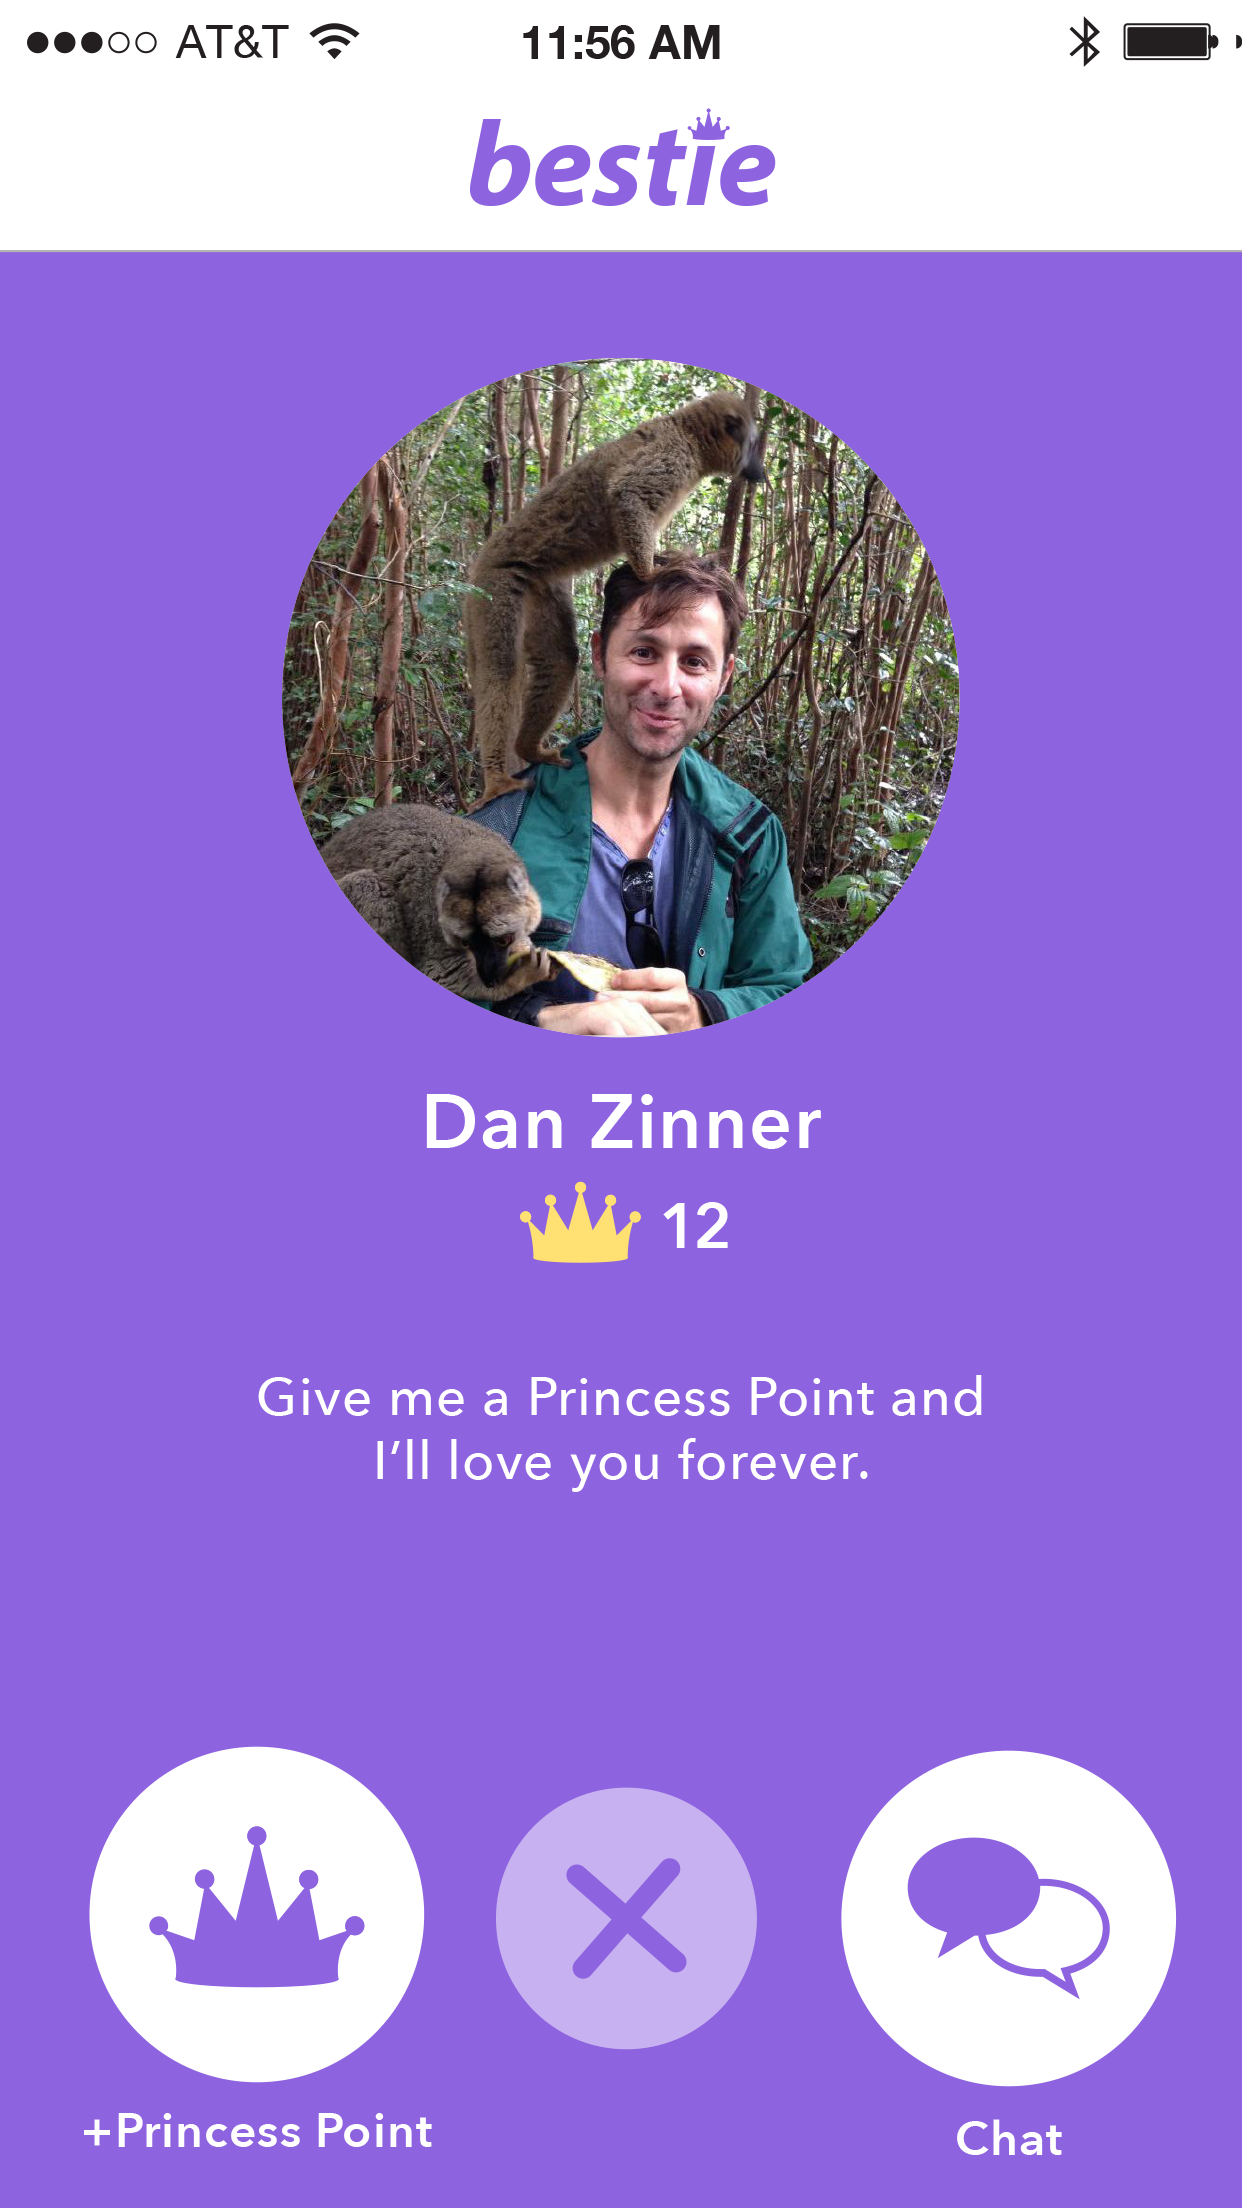 AT&T 11:56 AM
bestie
Dan Zinner
12
Give me a Princess Point and
I’ll love you forever.
+Princess Point
Chat